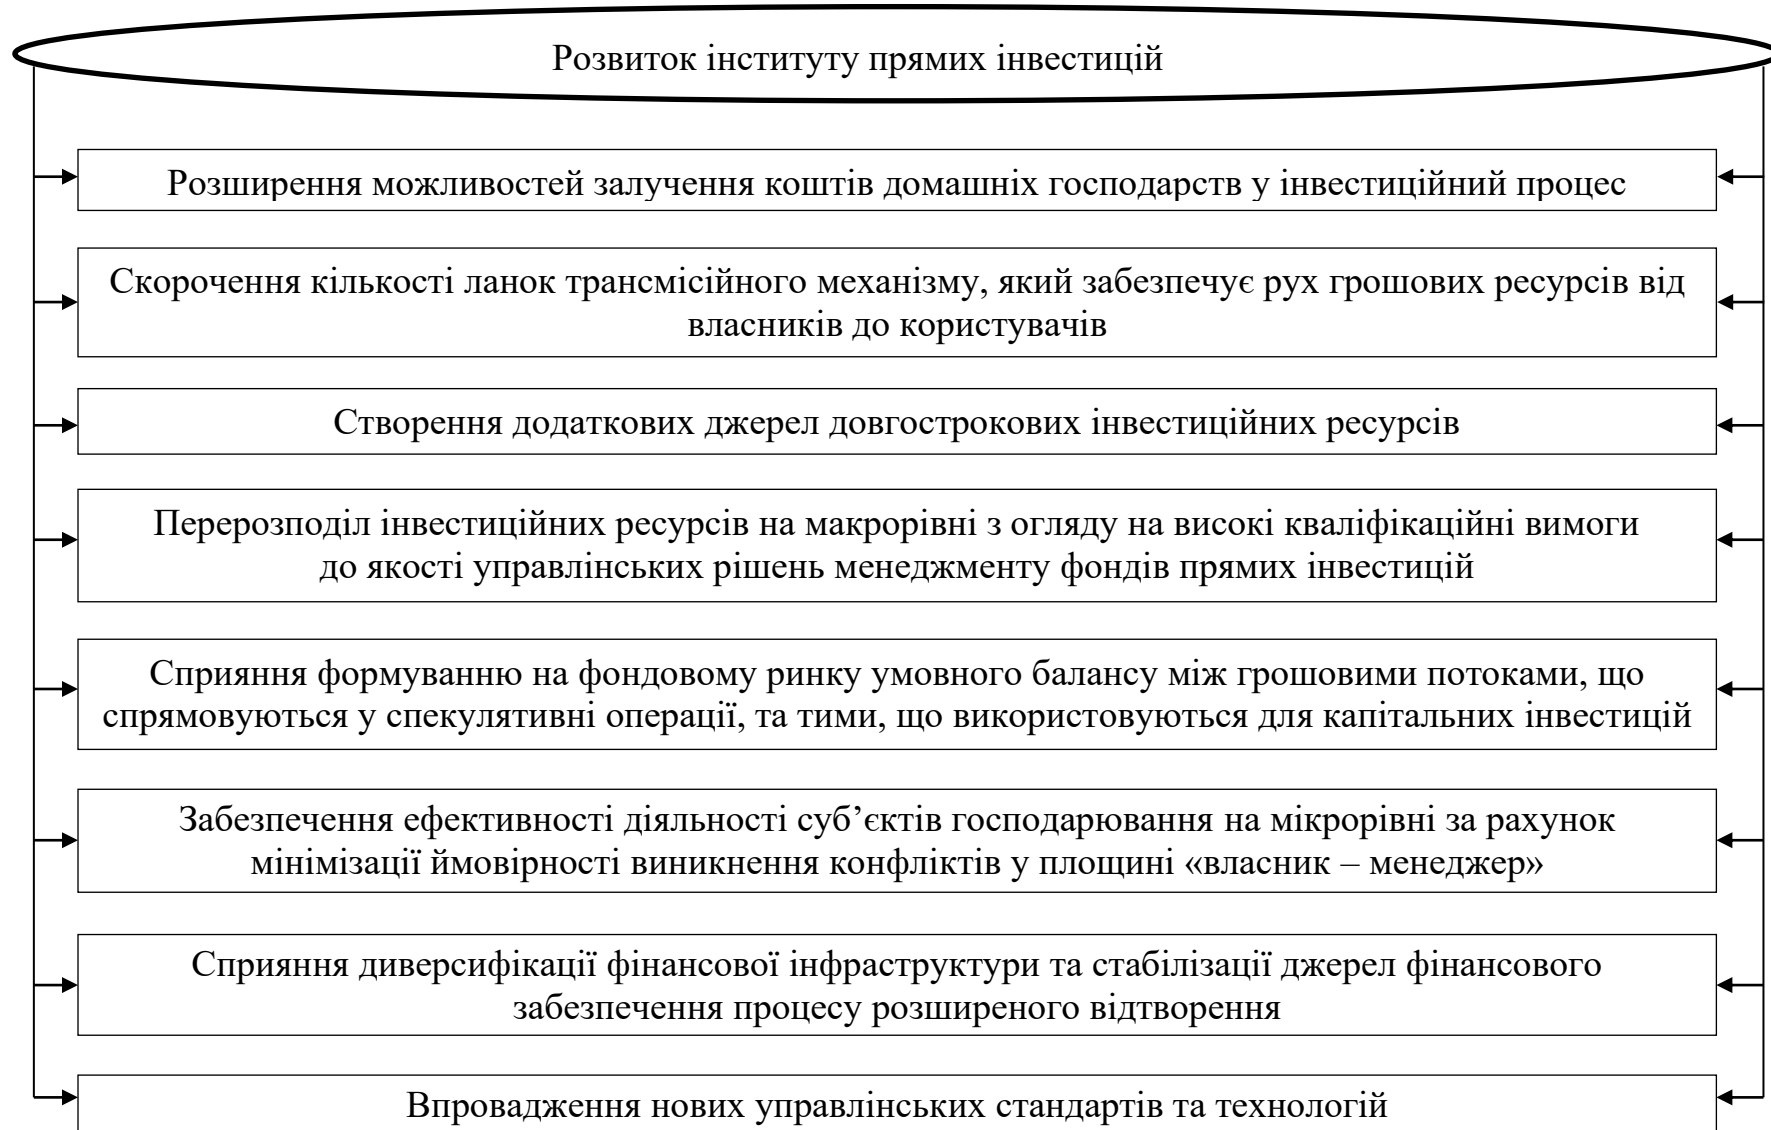 Розвиток інституту прямих інвестицій
Розширення можливостей залучення коштів домашніх господарств у інвестиційний процес
Скорочення кількості ланок трансмісійного механізму, який забезпечує рух грошових ресурсів від
власників до користувачів
Створення додаткових джерел довгострокових інвестиційних ресурсів
Перерозподіл інвестиційних ресурсів на макрорівні з огляду на високі кваліфікаційні вимоги
до якості управлінських рішень менеджменту фондів прямих інвестицій
Сприяння формуванню на фондовому ринку умовного балансу між грошовими потоками, що
спрямовуються у спекулятивні операції, та тими, що використовуються для капітальних інвестицій
Забезпечення ефективності діяльності суб’єктів господарювання на мікрорівні за рахунок
мінімізації ймовірності виникнення конфліктів у площині «власник – менеджер»
Сприяння диверсифікації фінансової інфраструктури та стабілізації джерел фінансового
забезпечення процесу розширеного відтворення
Впровадження нових управлінських стандартів та технологій